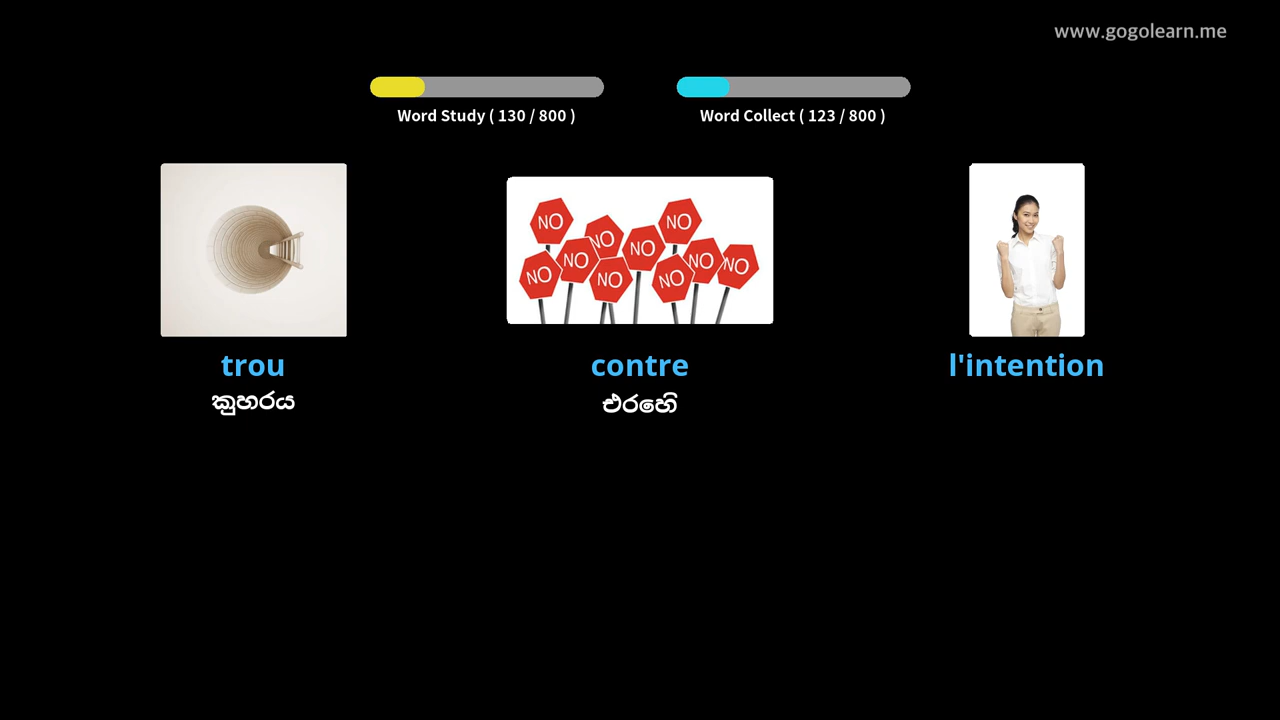 www.gogolearn.me
Word Study ( 130 / 800 )
Word Collect ( 123 / 800 )
NO
NO
NO
NO
NO
NO
NO
NO
NO
NO
trou
contre
l'intention
කුහරය
එරෙහි